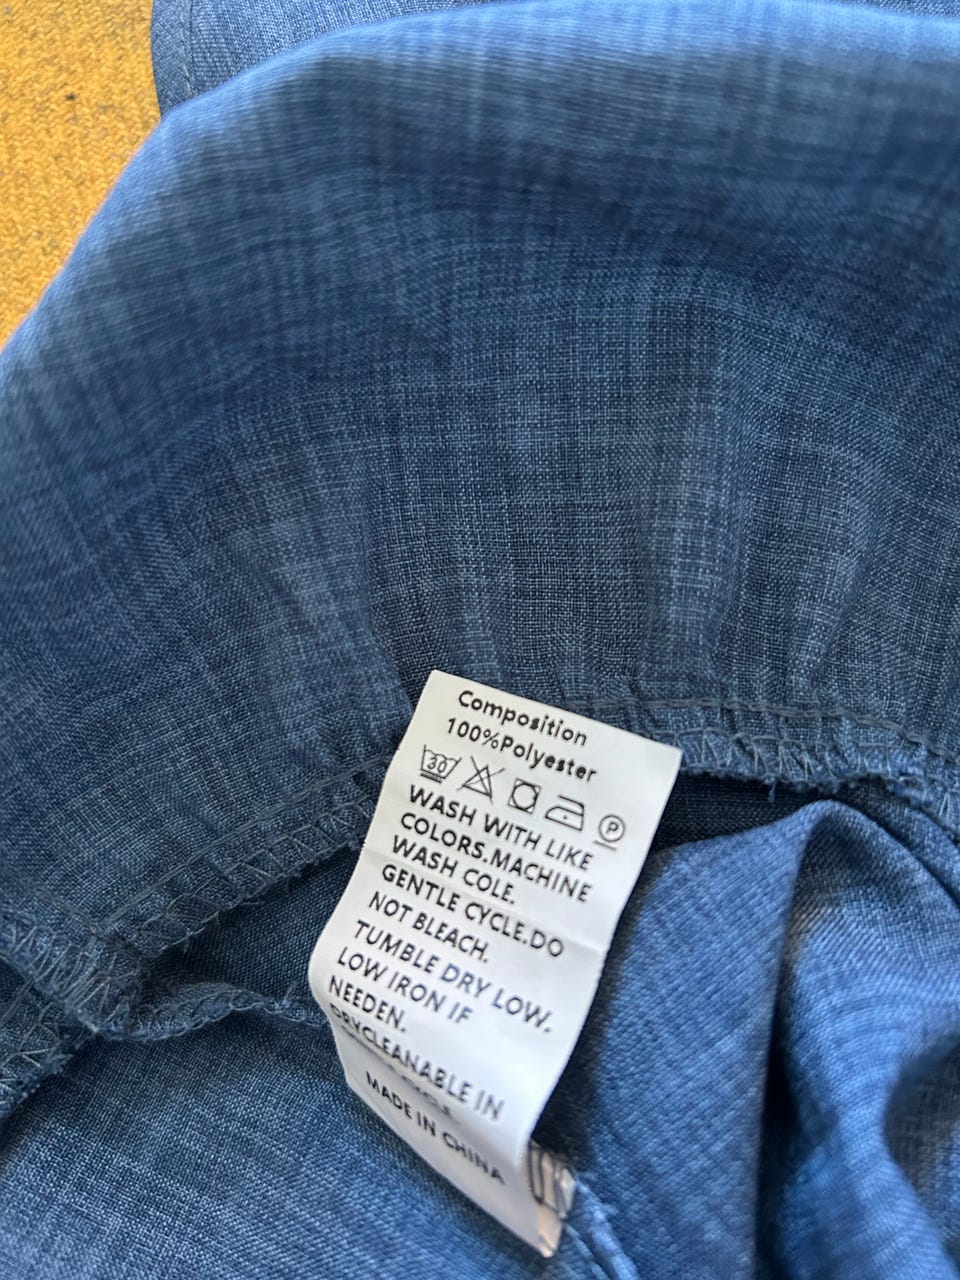 Composition
100%Polyester
30
P
WASH WITH LIKE
COLORS.MACHINE
WASH COLE.
GENTLE CYCLE.DO
NOT BLEACH.
TUMBLE DRY LOW.
LOW IRON IF
NEEDEN.
DRYCLEANABLE IN
MADE IN CHINA